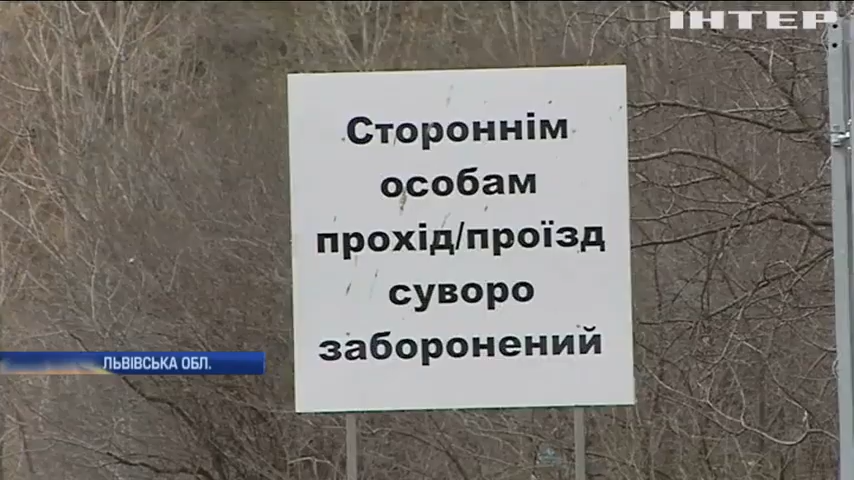 ІНТЕР
Стороннім
особам
прохід/проїзд
суворо
заборонений
ЛЬВІВСЬКА ОБЛ.